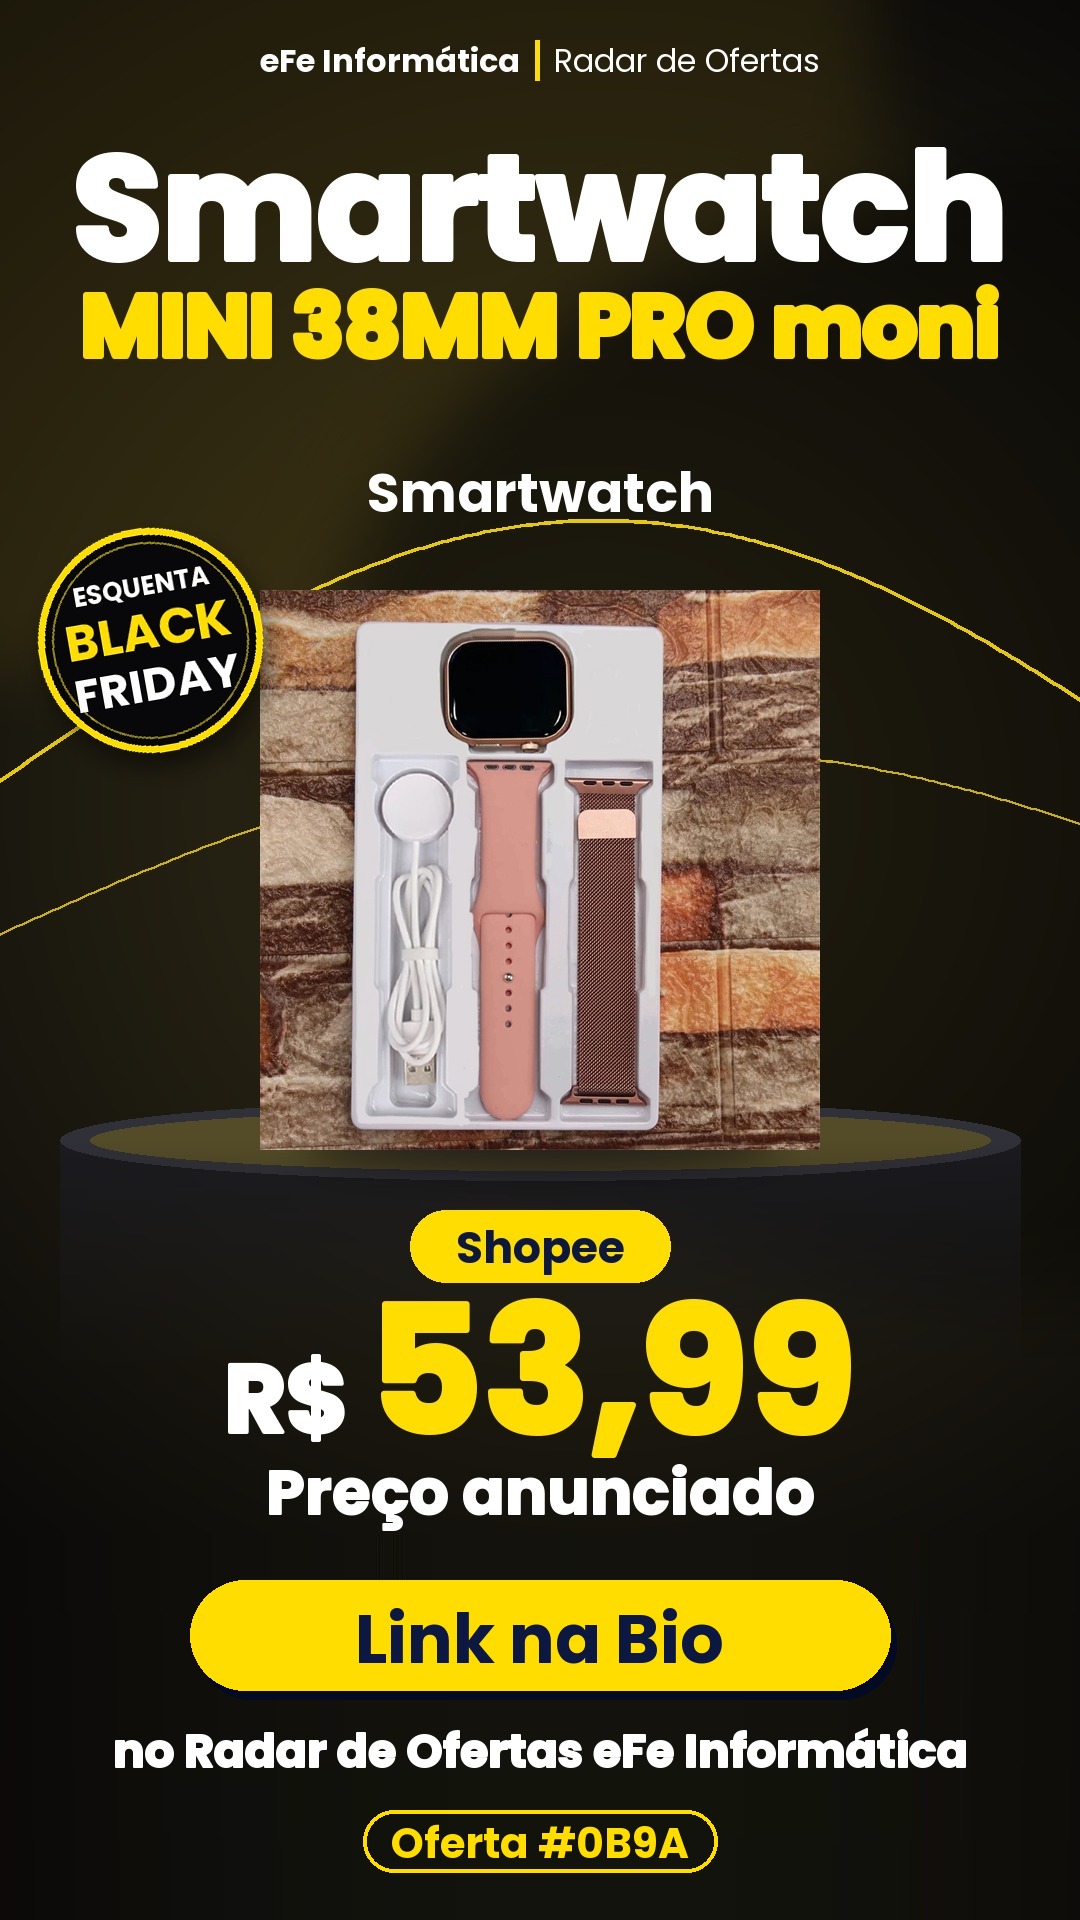 eFe Informática | Radar de Ofertas
Smartwatch
MINI 38MM PRO moni
Smartwatch
ESQUENTA
BLACK
FRIDAY
Shopee
R$ 53,99
Preço anunciado
Link na Bio
no Radar de Ofertas eFe Informática
Oferta #0B9A